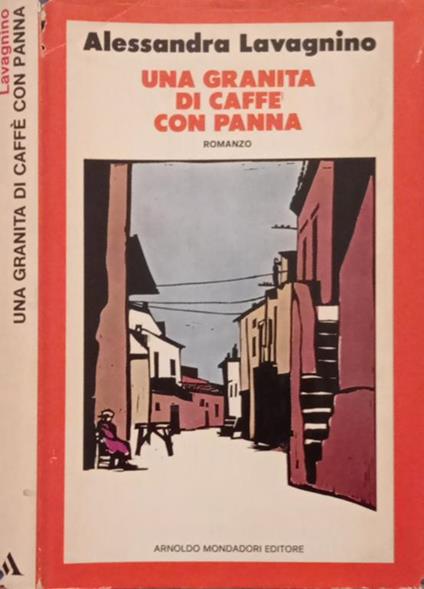 Lavagnino
UNA GRANITA DI CAFFÈ CON PANNA
Alessandra Lavagnino
UNA GRANITA
DI CAFFE
CON PANNA
ROMANZO
ARNOLDO MONDADORI EDITORE